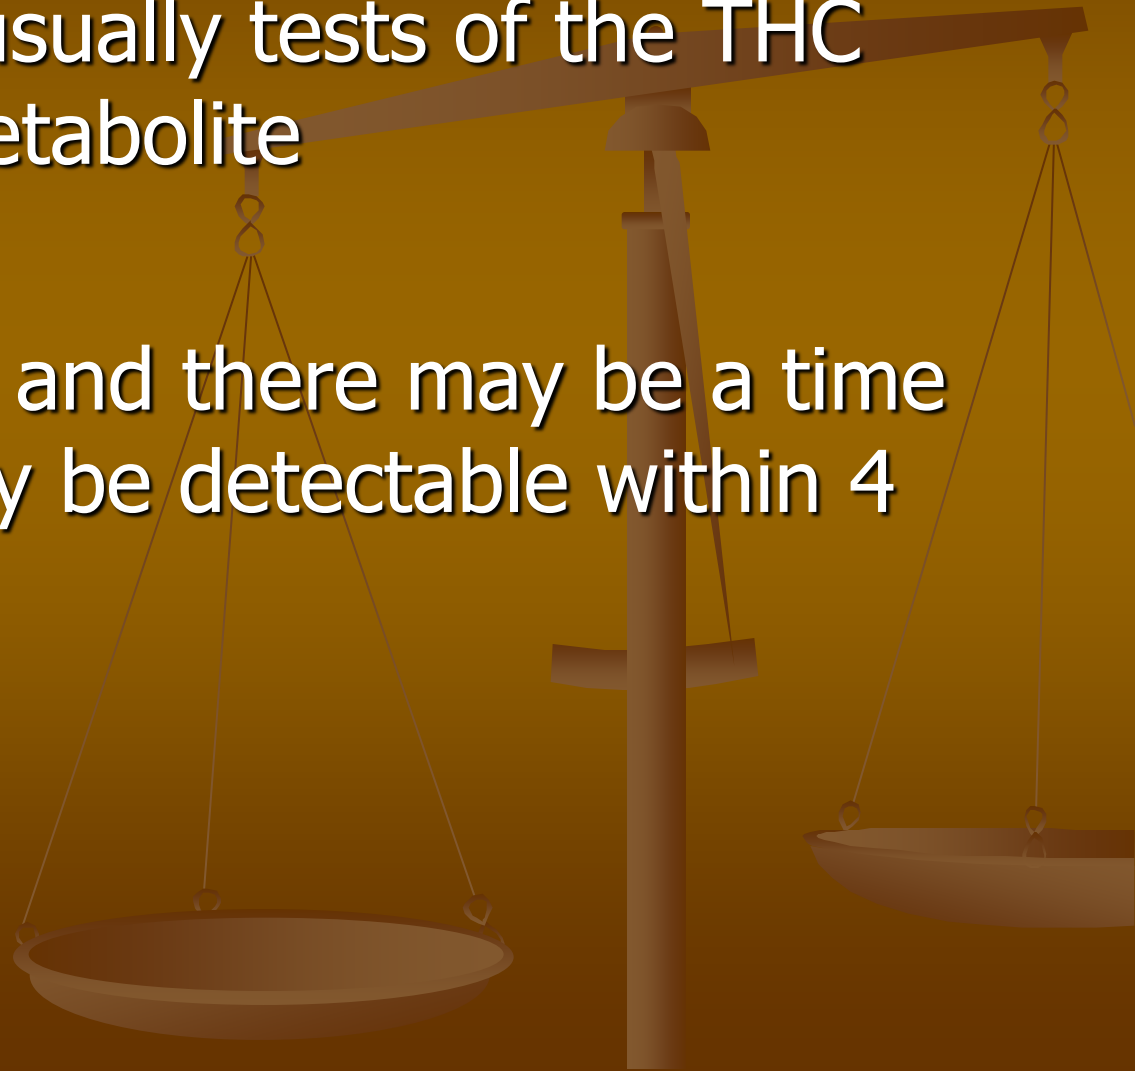 usually tests of the THC
etabolite
and there may be a time
y be detectable within 4